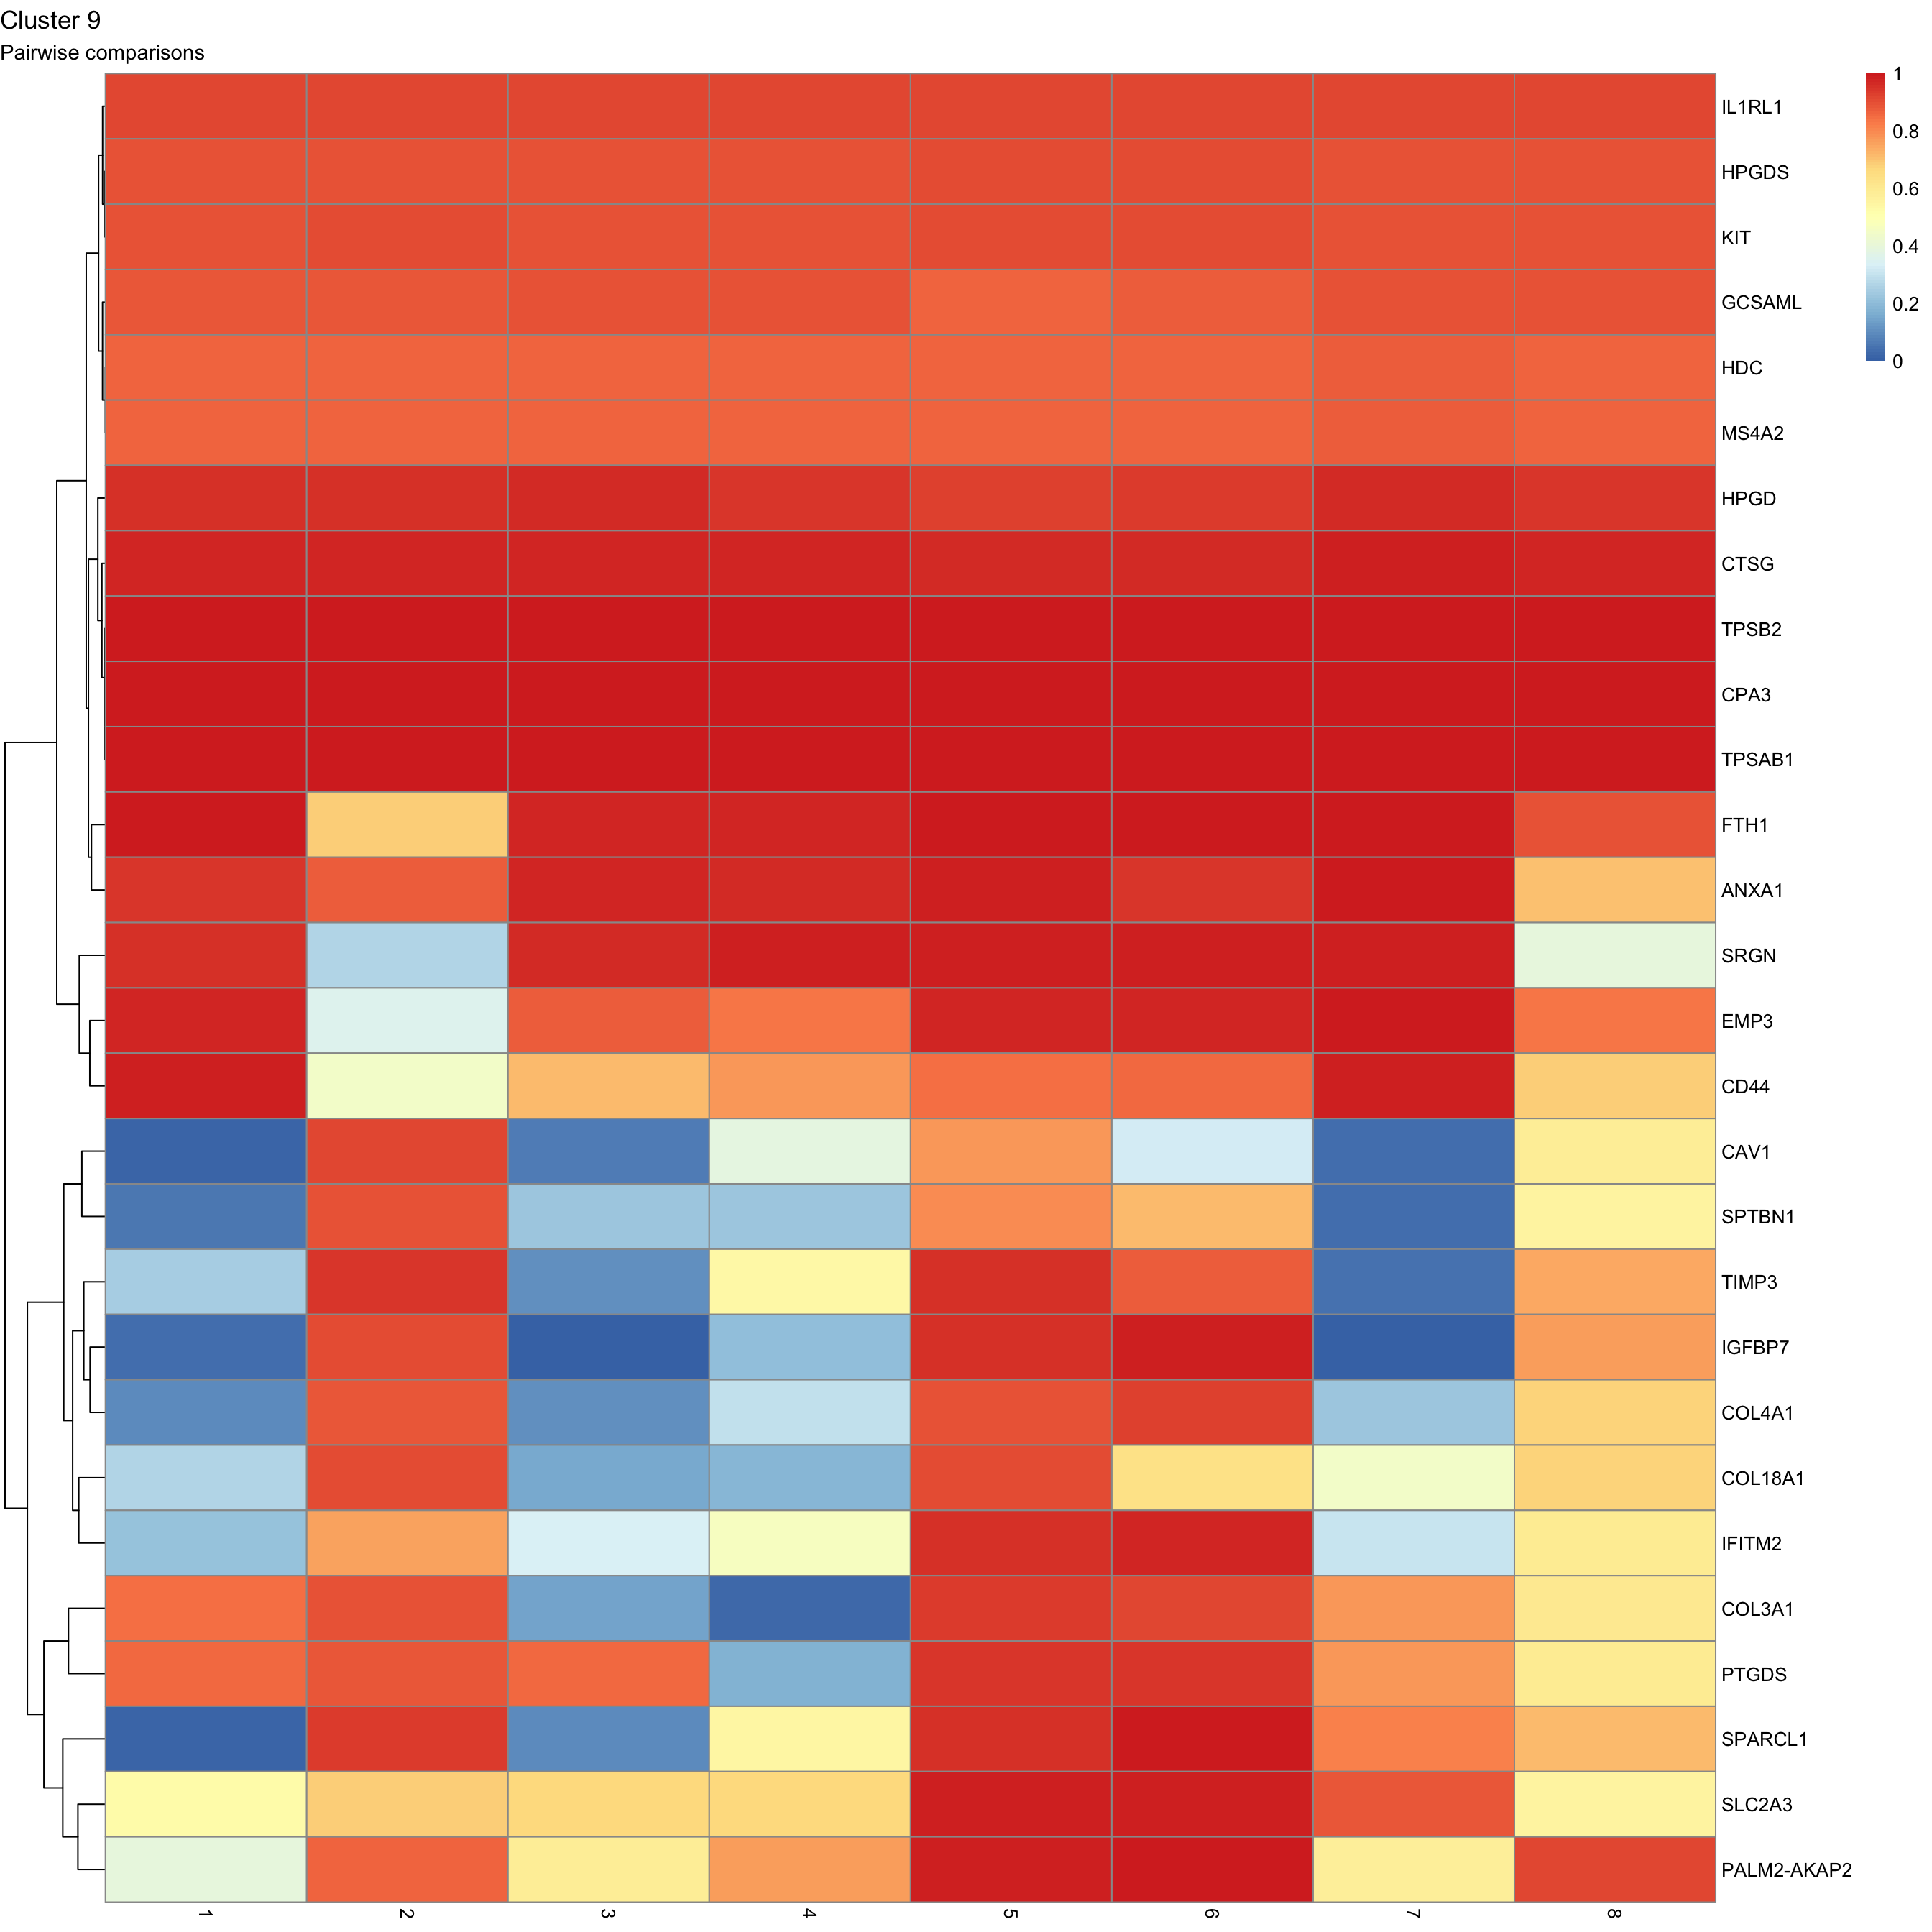 Cluster 9
Pairwise comparisons
1
0.8
0.6
0.4
0.2
0
IL1RL1
HPGDS
KIT
GCSAML
HDC
MS4A2
HPGD
CTSG
TPSB2
CPA3
TPSAB1
FTH1
ANXA1
SRGN
EMP3
CD44
CAV1
SPTBN1
TIMP3
IGFBP7
COL4A1
COL18A1
IFITM2
COL3A1
PTGDS
SPARCL1
SLC2A3
PALM2-AKAP2
1 2 3 4 5 6 7 8